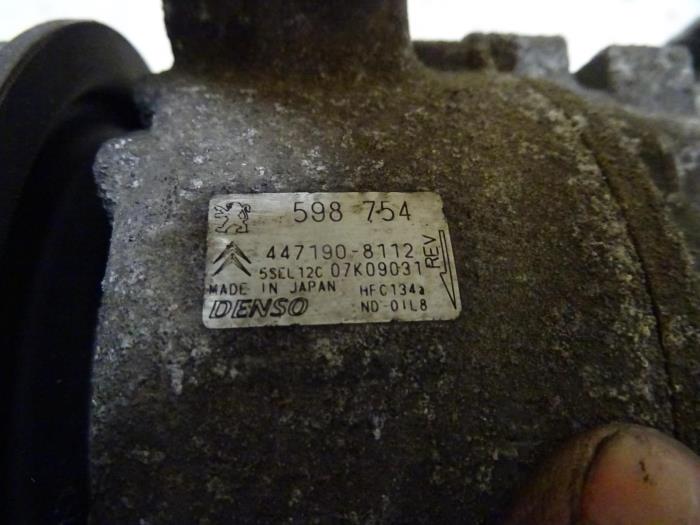 598 754
447190-8112
5SEL12C 07K09031
REV
MADE IN JAPAN HFC134a
DENSO ND-OIL8